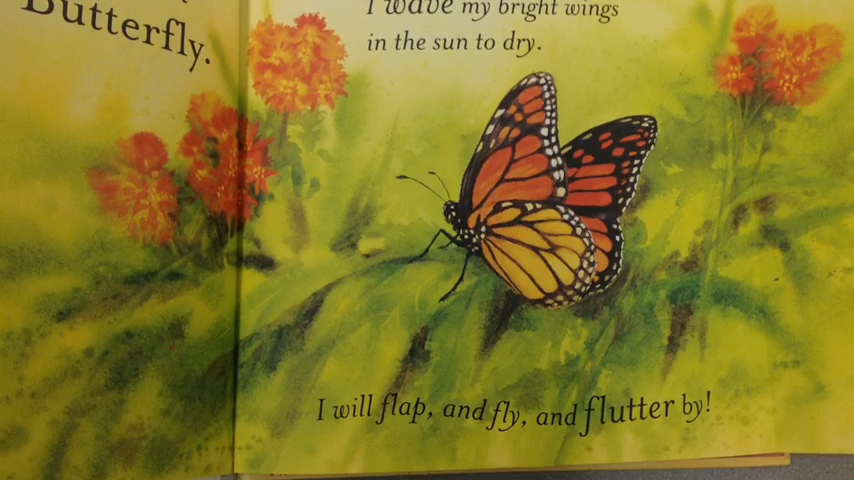 Butterfly.
I wave my bright wings
in the sun to dry.
I will flap, and fly, and flutter by!